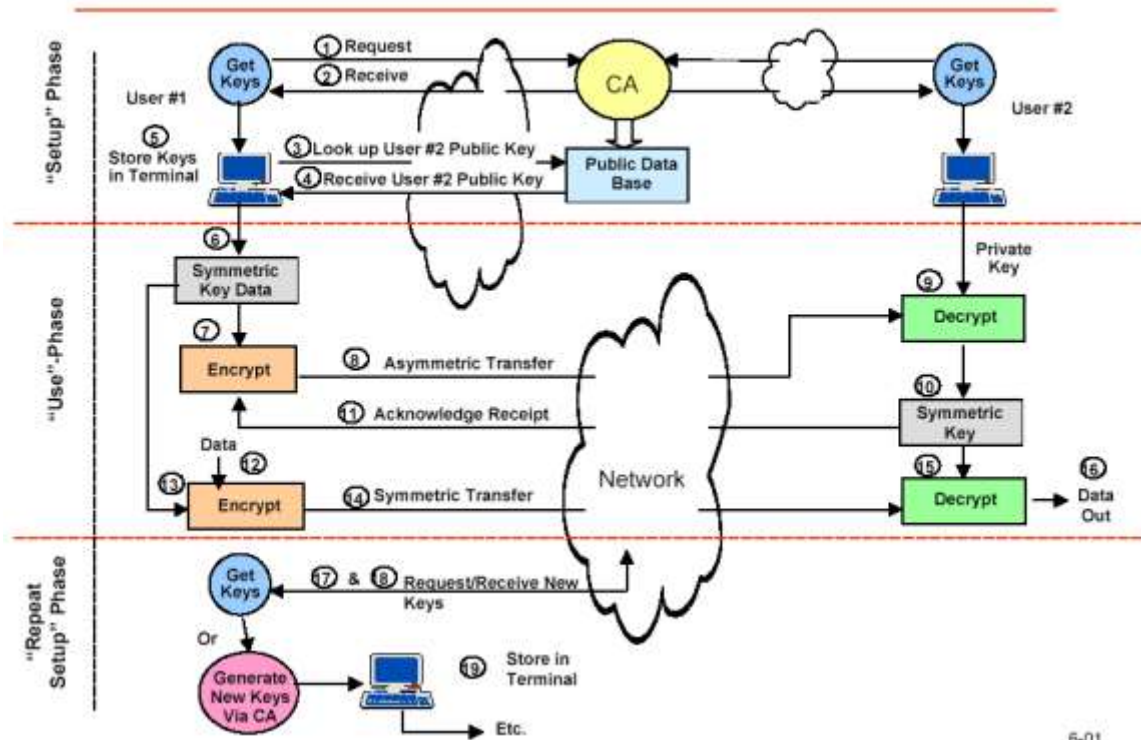 "Setup" Phase
Get
Keys
User #1
① Request
② Receive
CA
Get
Keys
User #2
⑤
Store Keys
in Terminal
③ Look up User #2 Public Key
④ Receive User #2 Public Key
Public Data
Base
"Use"-Phase
⑥
Symmetric
Key Data
⑦
Encrypt
⑧ Asymmetric Transfer
Private
Key
⑨
Decrypt
⑩
Symmetric
Key
⑪ Acknowledge Receipt
Data
⑫
⑬
Encrypt
⑭ Symmetric Transfer
Network
⑮
Decrypt
⑯
Data
Out
"Repeat
Setup" Phase
Get
Keys
⑰ & ⑱ Request/Receive New
Keys
Or
Generate
New Keys
Via CA
⑲ Store in
Terminal
Etc.
6-01